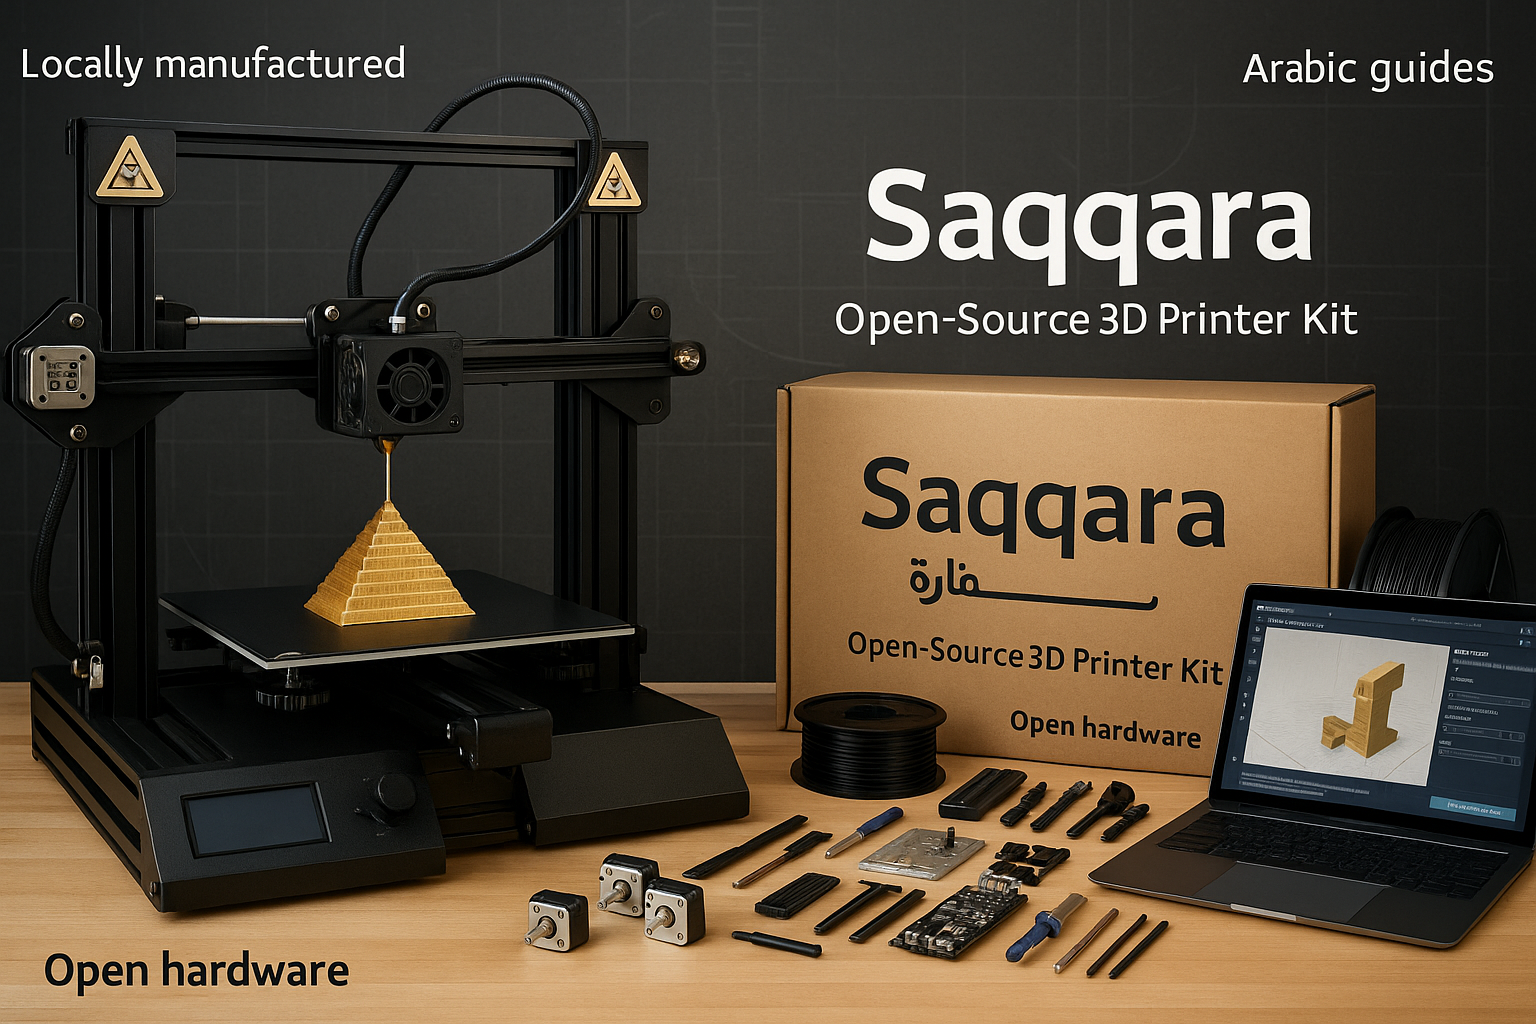 Locally manufactured
Arabic guides
Saqqara
Open-Source 3D Printer Kit
Saqqara
Open-Source 3D Printer Kit
Open hardware
Open hardware